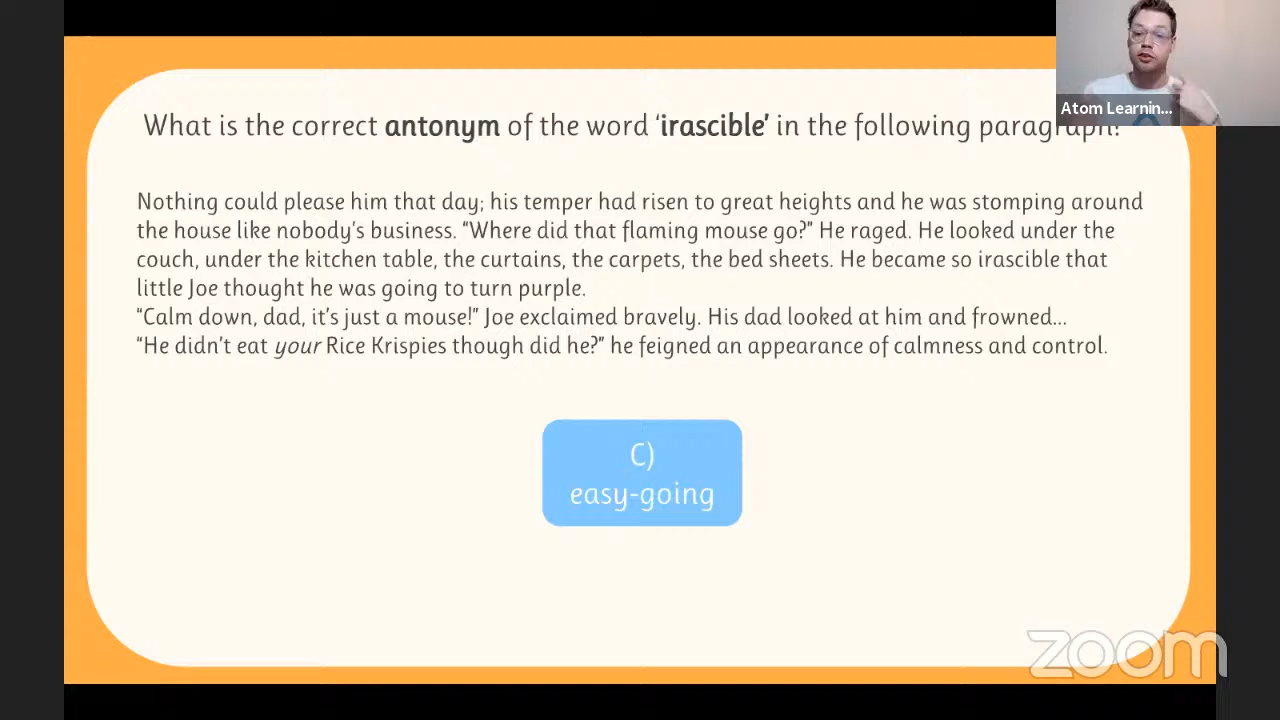 What is the correct antonym of the word ‘irascible’ in the following paragraph?
Nothing could please him that day; his temper had risen to great heights and he was stomping around
the house like nobody’s business. “Where did that flaming mouse go?” He raged. He looked under the
couch, under the kitchen table, the curtains, the carpets, the bed sheets. He became so irascible that
little Joe thought he was going to turn purple.
“Calm down, dad, it’s just a mouse!” Joe exclaimed bravely. His dad looked at him and frowned...
“He didn’t eat your Rice Krispies though did he?” he feigned an appearance of calmness and control.
C)
easy-going
Atom Learnin...
zoom